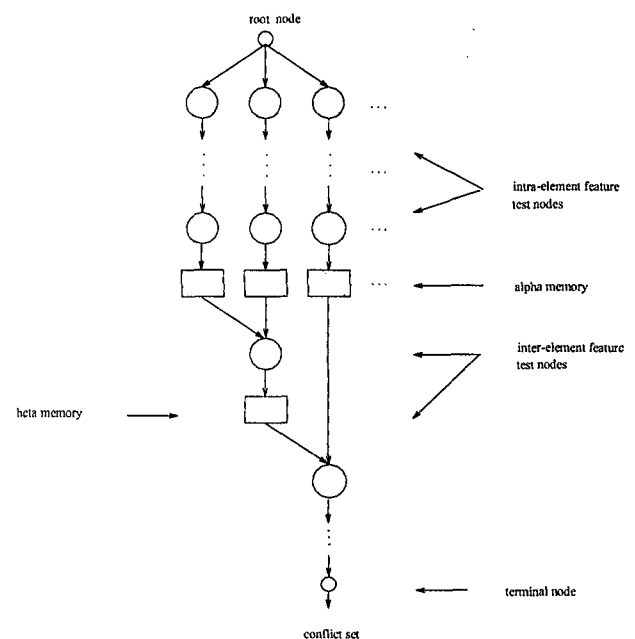 root node
...
...
intra-element feature
test nodes
...
...
alpha memory
inter-element feature
test nodes
beta memory
terminal node
conflict set